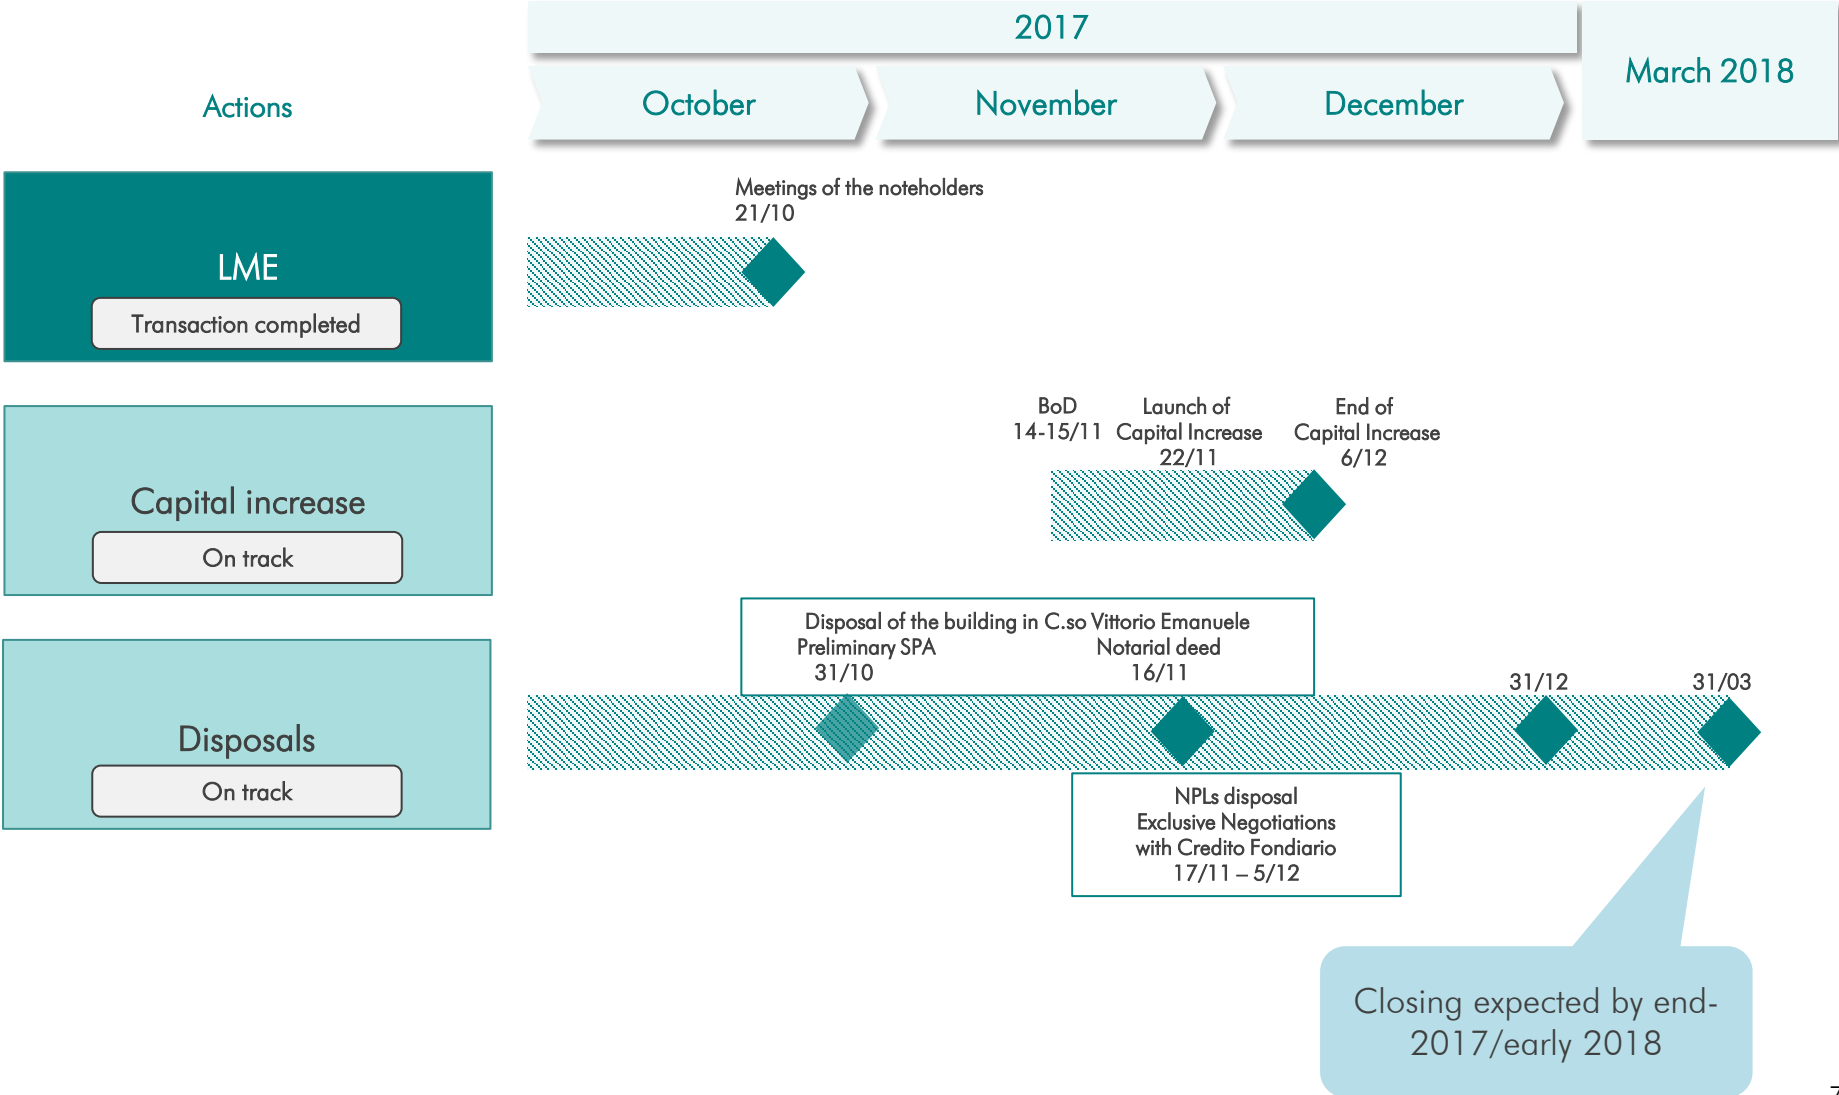 2017
March 2018
Actions
October
November
December
Meetings of the noteholders
21/10
LME
Transaction completed
BoD
14-15/11
Launch of
Capital Increase
22/11
End of
Capital Increase
6/12
Capital increase
On track
Disposal of the building in C.so Vittorio Emanuele
Preliminary SPA
31/10
Notarial deed
16/11
31/12
31/03
Disposals
On track
NPLs disposal
Exclusive Negotiations
with Credito Fondiario
17/11 – 5/12
Closing expected by end-
2017/early 2018